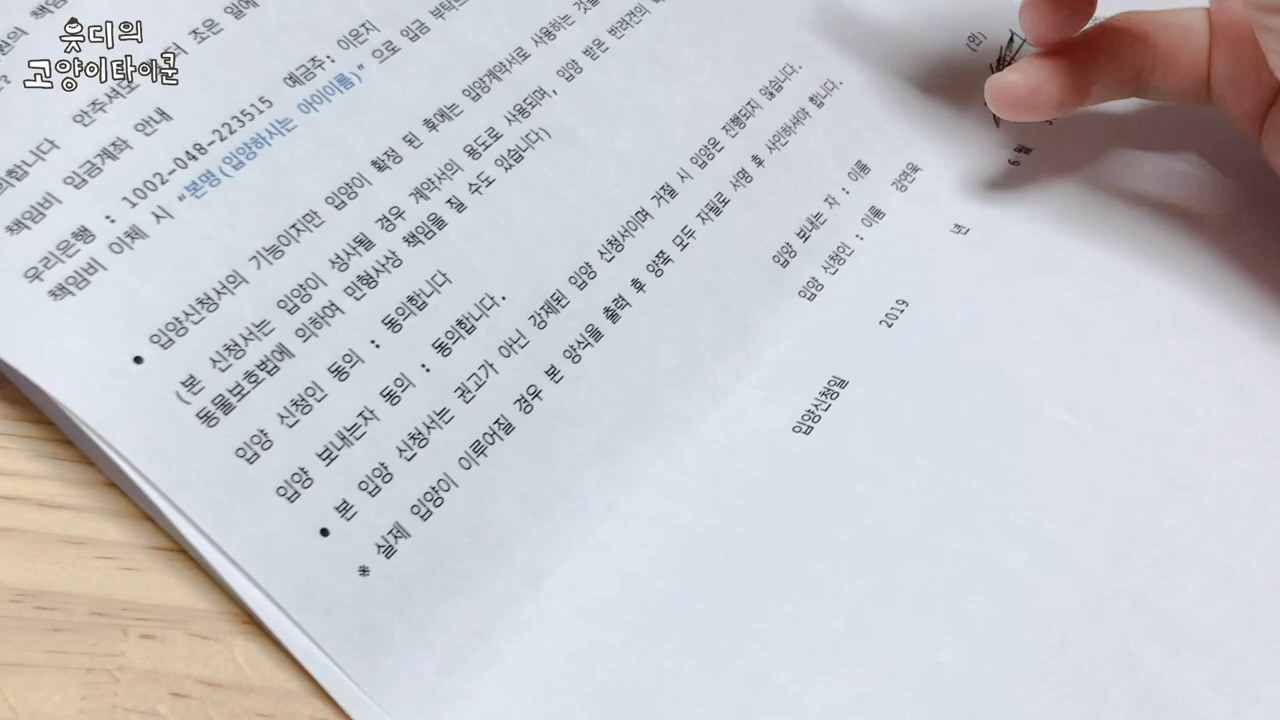 읏디의
고양이타이쿤
책임비 입금계좌 안내
우리은행 : 1002-048-223515 예금주: 이은지
책임비 이체 시 "본명(입양하시는 아이이름)" 으로 입금
• 입양신청서의 기능이지만 입양이 확정 된 후에는 입양계약서로 사용하는 것을
(본 신청서는 입양이 성사될 경우 계약서의 용도로 사용되며, 입양 받은 반려견의
동물보호법에 의하여 민형사상 책임을 질 수도 있습니다)
입양 신청인 동의 : 동의합니다
입양 보내는자 동의 : 동의합니다.
• 본 입양 신청서는 권고가 아닌 강제된 입양 신청서이며 거절 시 입양은 진행되지 않습니다.
* 실제 입양이 이루어질 경우 본 양식을 출력 후 양쪽 모두 자필로 서명 후 사인하셔야 합니다.
입양 보내는 자 : 이름
입양 신청인 : 이름 강연욱 (인)
입양신청일 2019 년 6 월